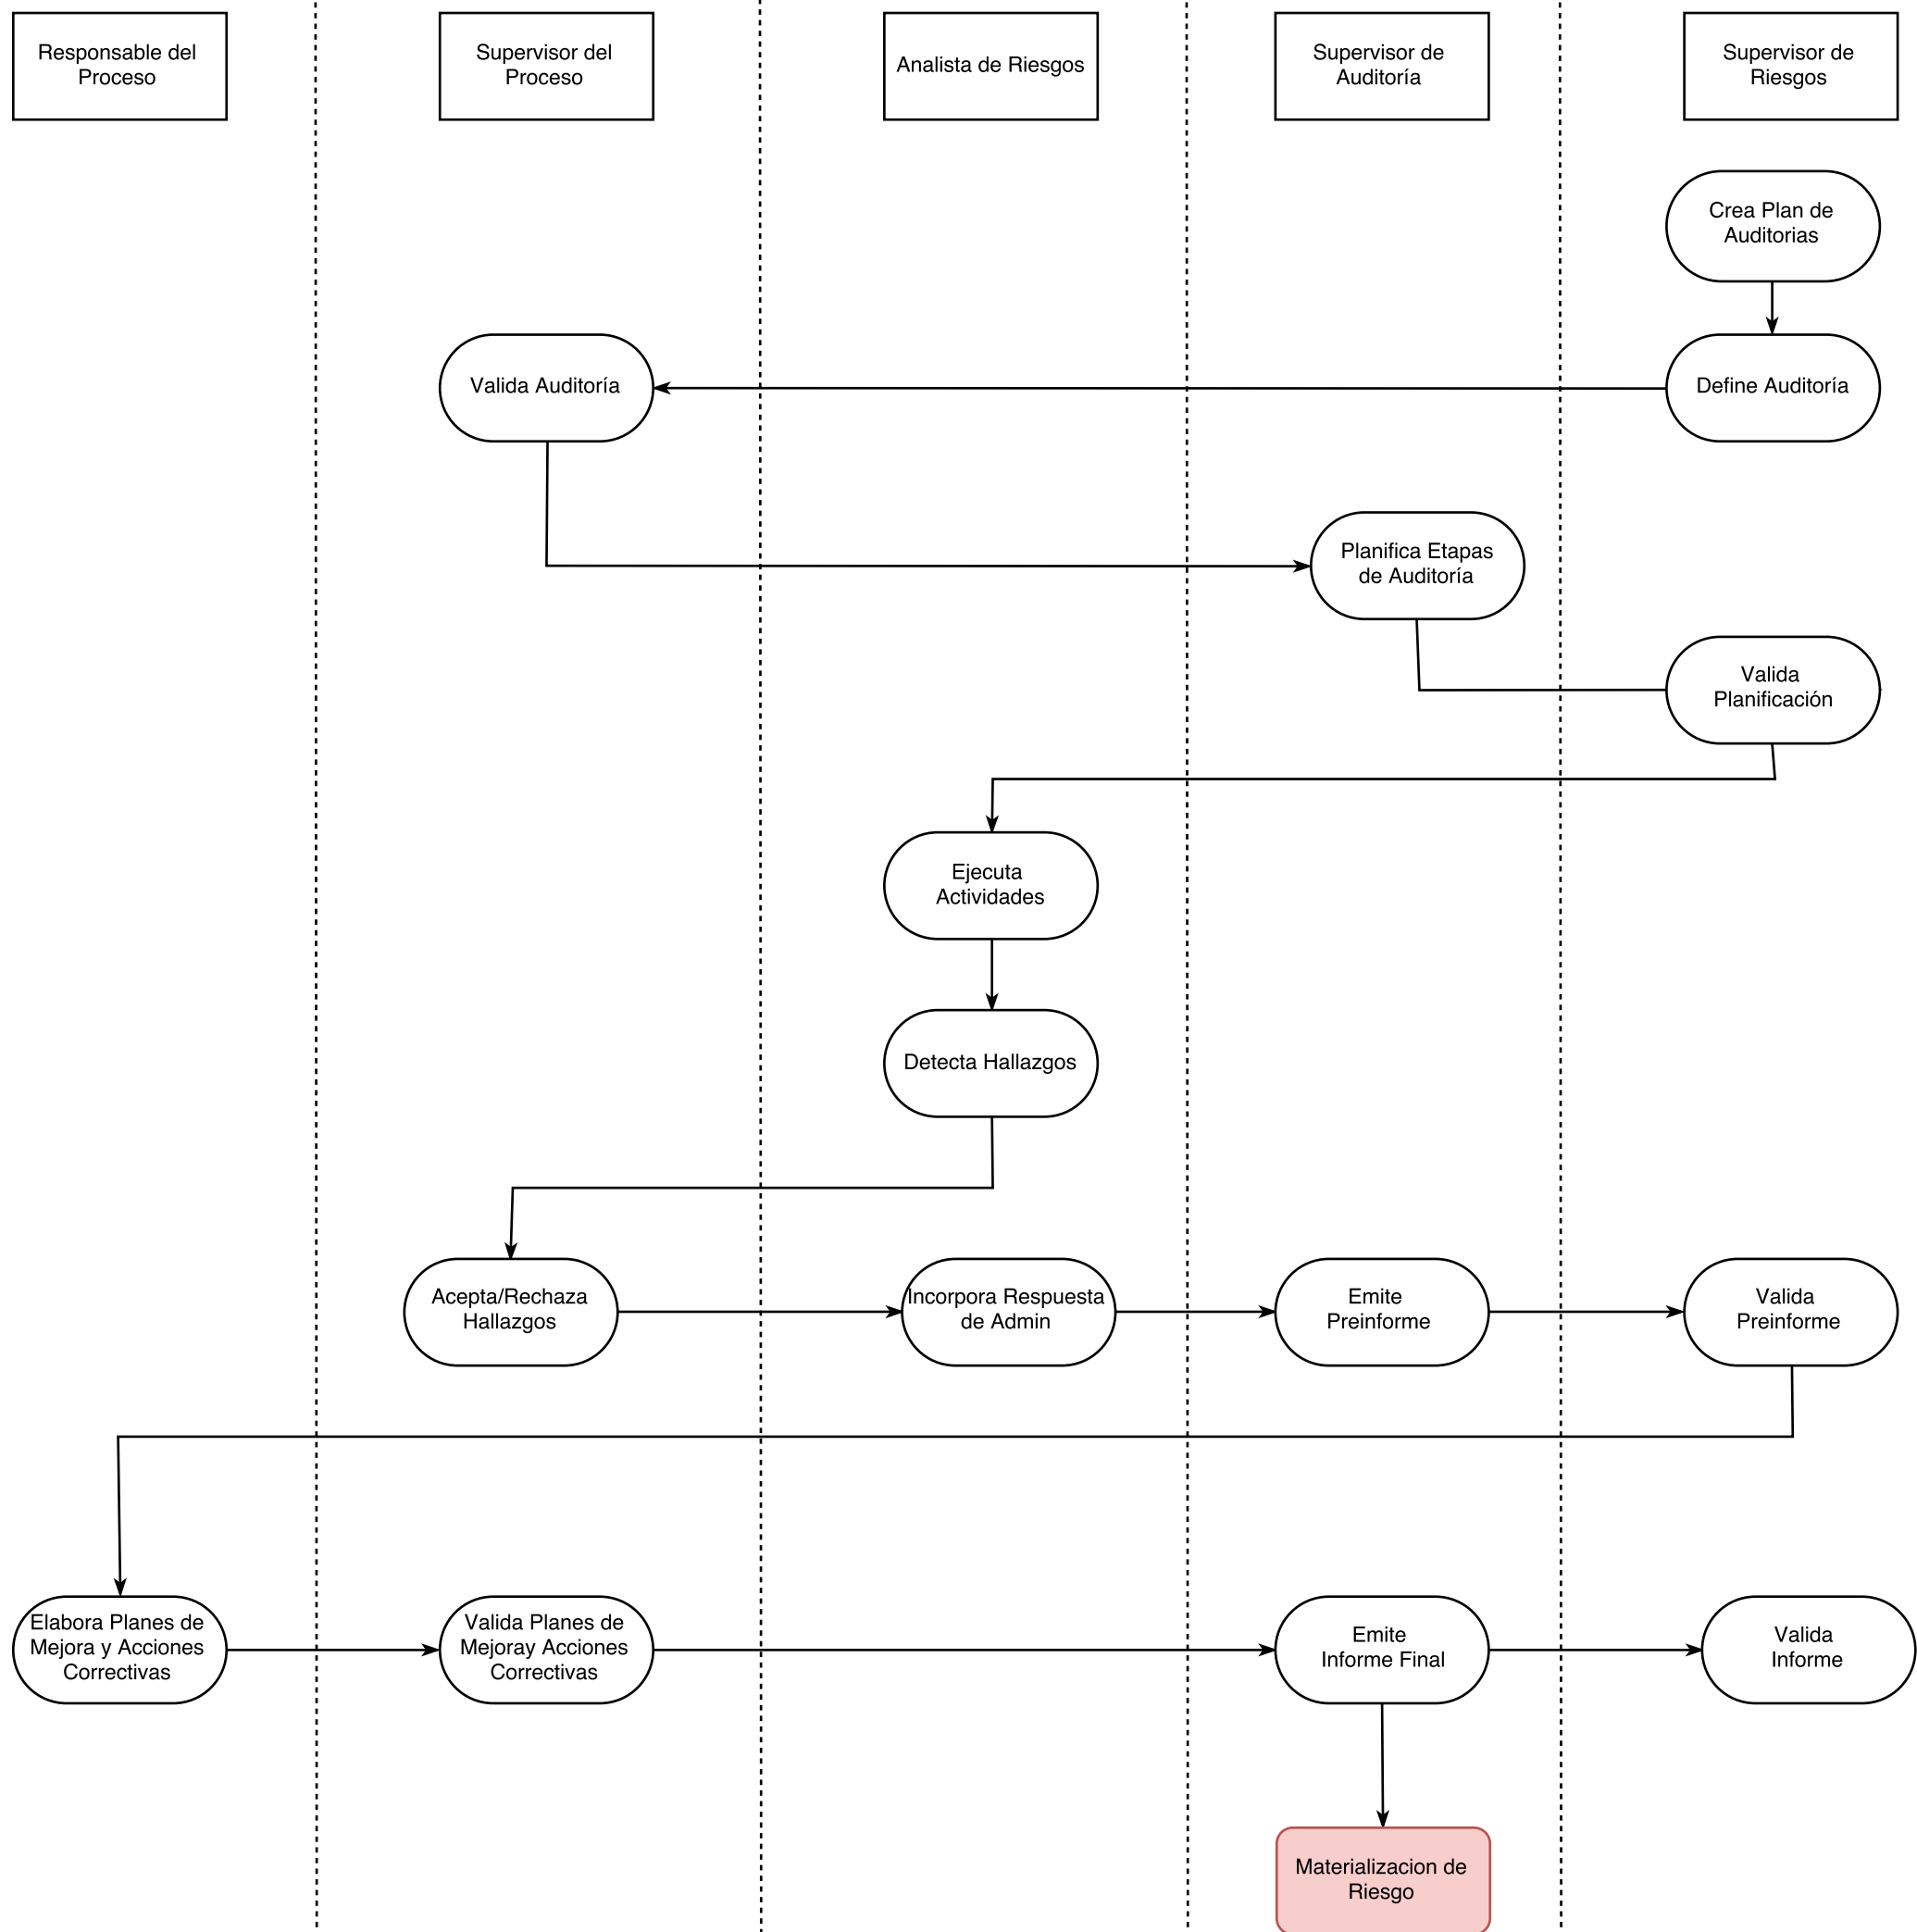 Responsable del
Proceso
Supervisor del
Proceso
Analista de Riesgos
Supervisor de
Auditoría
Supervisor de
Riesgos
Crea Plan de
Auditorias
Valida Auditoría
Define Auditoría
Planifica Etapas
de Auditoría
Valida
Planificación
Ejecuta
Actividades
Detecta Hallazgos
Acepta/Rechaza
Hallazgos
Incorpora Respuesta
de Admin
Emite
Preinforme
Valida
Preinforme
Elabora Planes de
Mejora y Acciones
Correctivas
Valida Planes de
Mejoray Acciones
Correctivas
Emite
Informe Final
Valida
Informe
Materializacion de
Riesgo